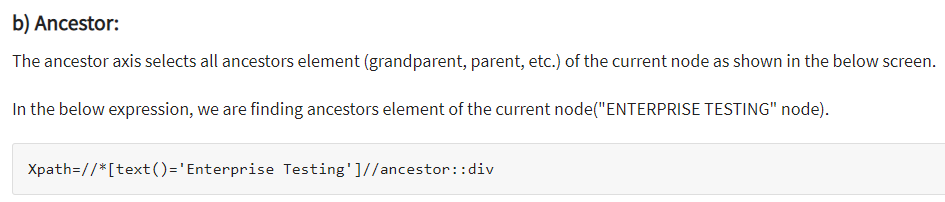 b) Ancestor:
The ancestor axis selects all ancestors element (grandparent, parent, etc.) of the current node as shown in the below screen.
In the below expression, we are finding ancestors element of the current node("ENTERPRISE TESTING" node).
Xpath=//*[text()='Enterprise Testing']//ancestor::div